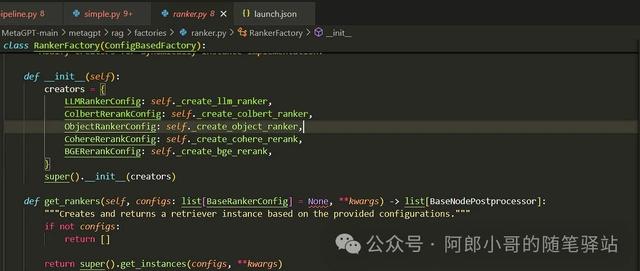 ipeline.py 8
simple.py 9+
ranker.py 8
launch.json
MetaGPT-main > metagpt > rag > factories > ranker.py > RankerFactory > __init__
class RankerFactory(ConfigBasedFactory):
def __init__(self):
creators = {
LLMRankerConfig: self._create_llm_ranker,
ColbertRerankConfig: self._create_colbert_ranker,
ObjectRankerConfig: self._create_object_ranker,
CohereRerankConfig: self._create_cohere_rerank,
BGERerankConfig: self._create_bge_rerank,
}
super().__init__(creators)
def get_rankers(self, configs: list[BaseRankerConfig] = None, **kwargs) -> list[BaseNodePostprocessor]:
"""Creates and returns a retriever instance based on the provided configurations."""
if not configs:
return []
return super().get_instances(configs, **kwargs)
公众号 · 阿郎小哥的随笔驿站